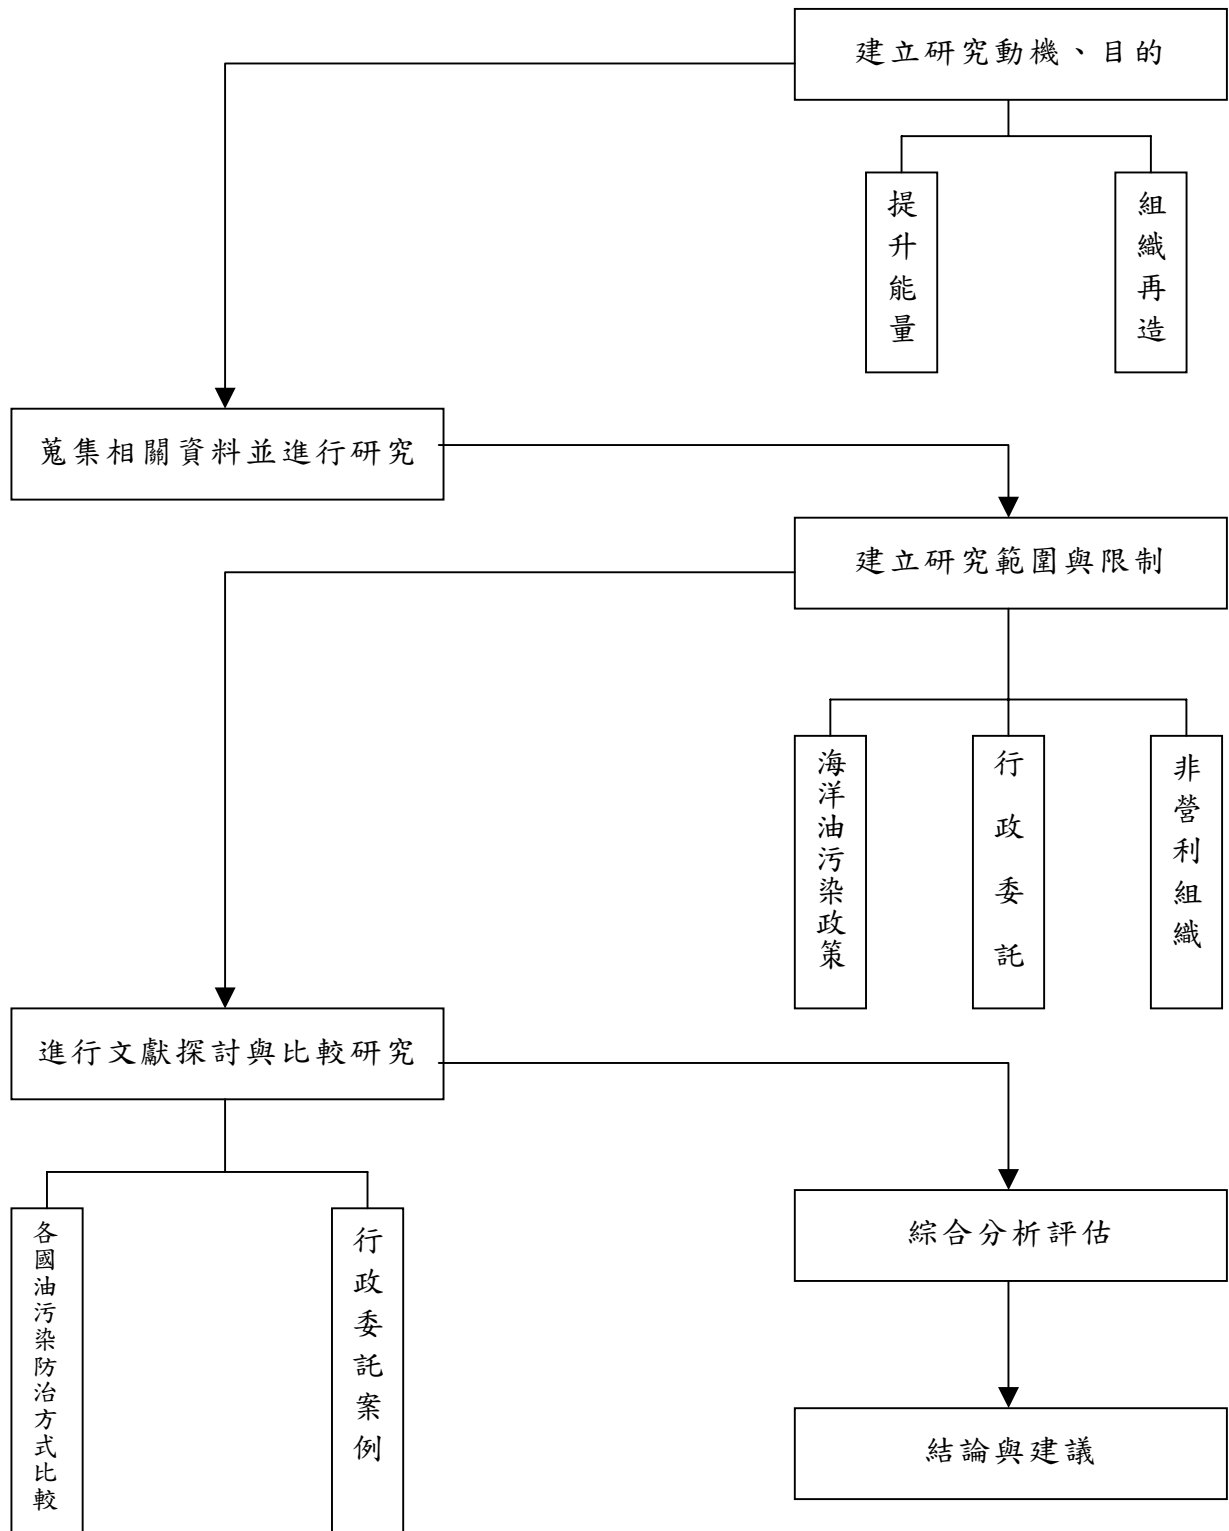 建立研究動機、目的
提升能量
組織再造
蒐集相關資料並進行研究
建立研究範圍與限制
海洋油污染政策
行政委託
非營利組織
進行文獻探討與比較研究
各國油污染防治方式比較
行政委託案例
綜合分析評估
結論與建議